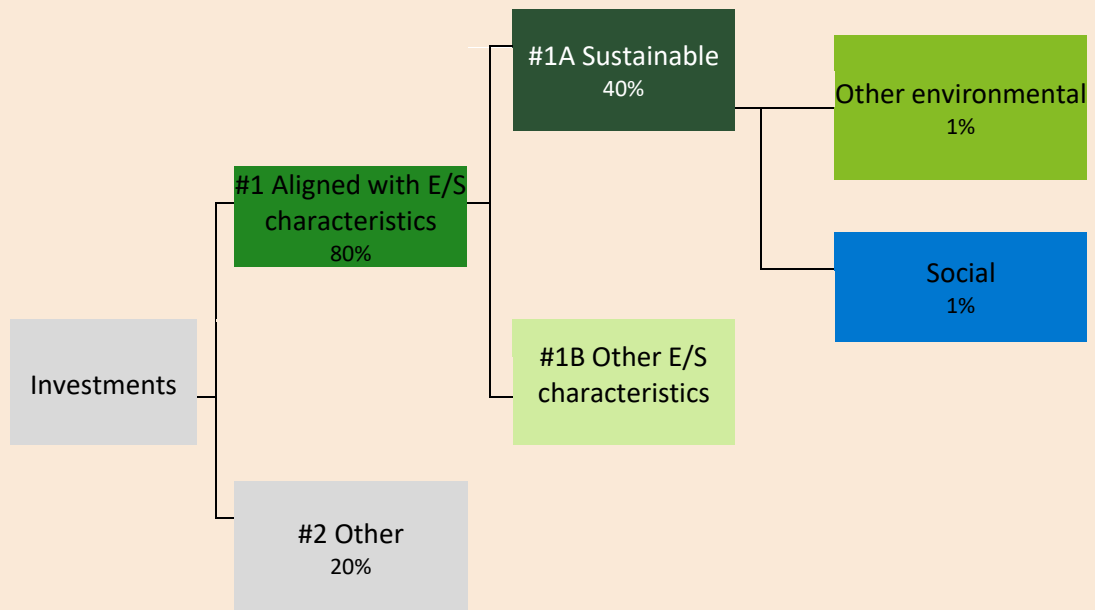 Investments
#1 Aligned with E/S
characteristics
80%
#2 Other
20%
#1A Sustainable
40%
#1B Other E/S
characteristics
Other environmental
1%
Social
1%